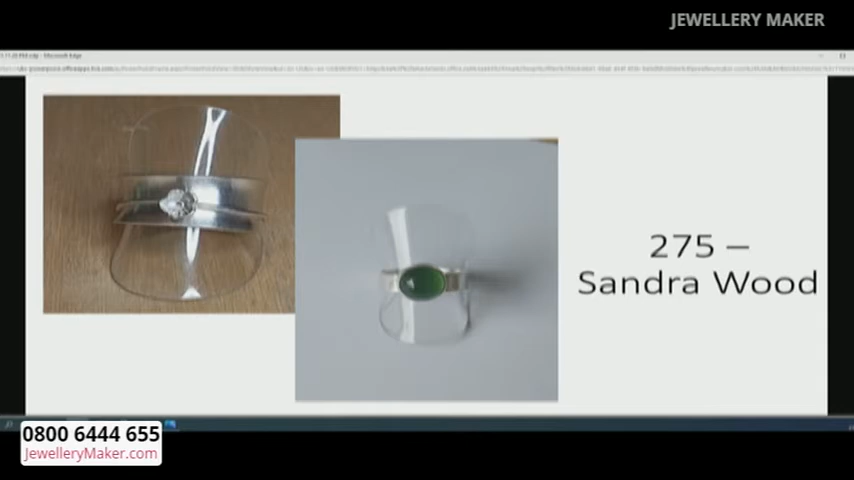 JEWELLERY MAKER
275 –
Sandra Wood
0800 6444 655
JewelleryMaker.com